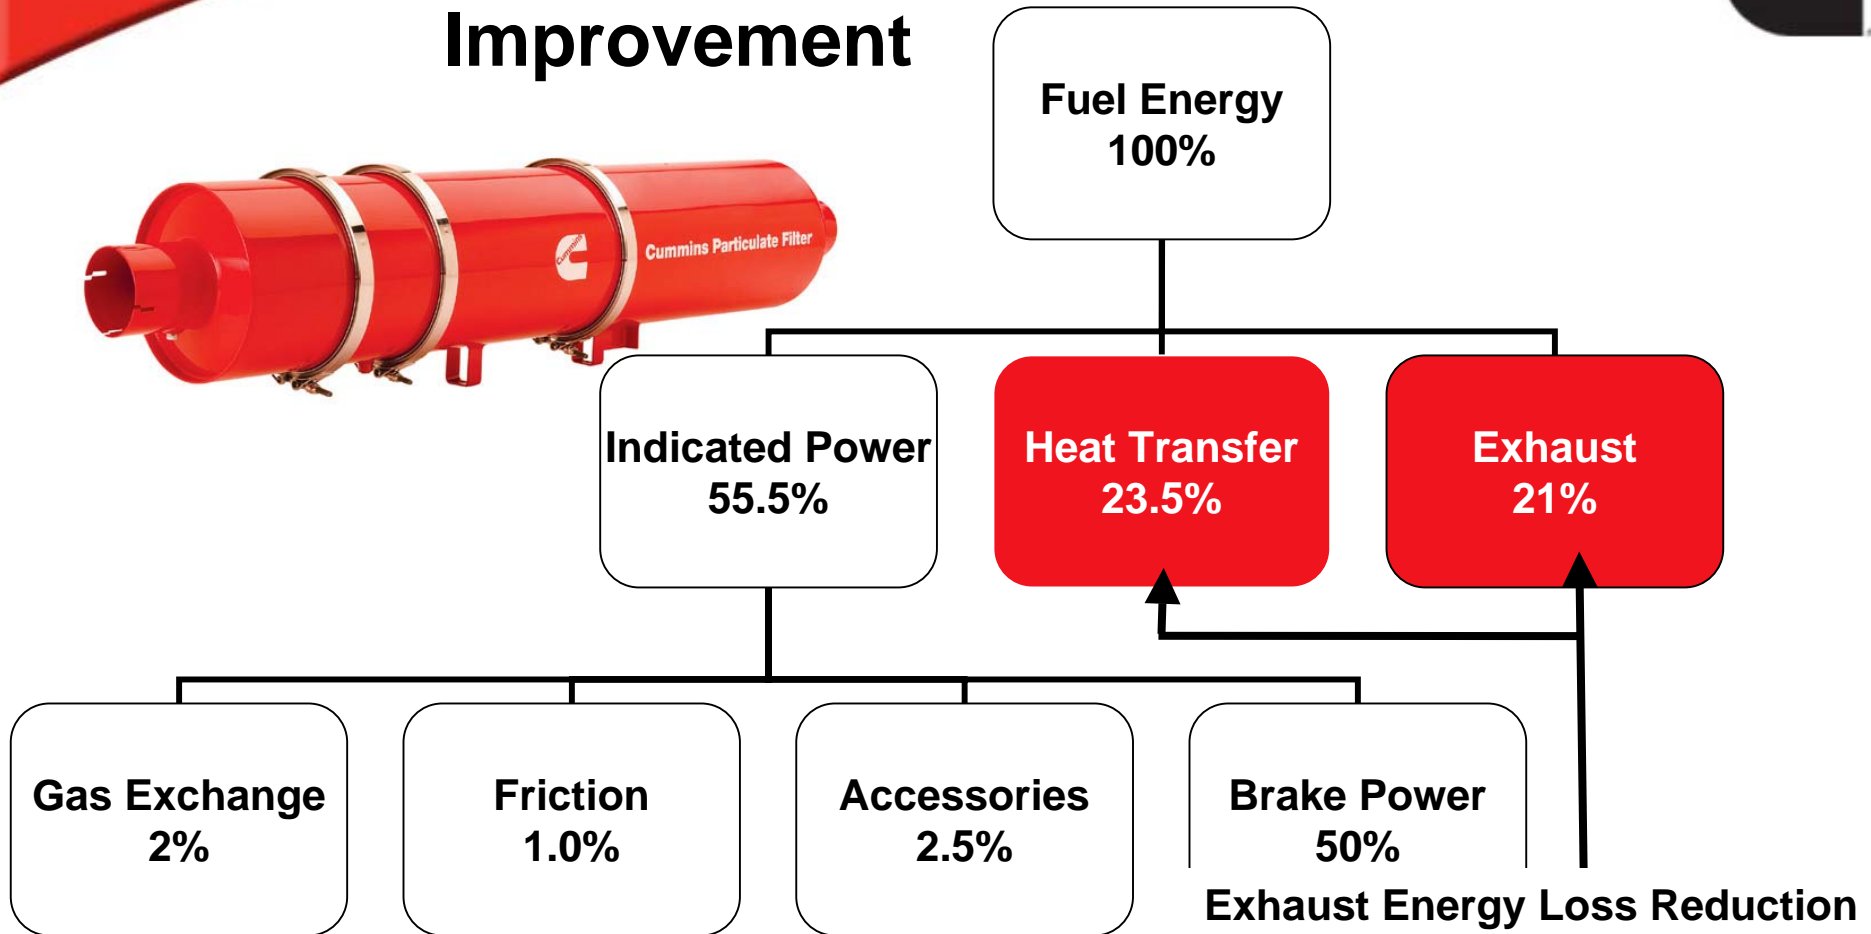 Improvement
Fuel Energy
100%
Cummins
Cummins Particulate Filter
Indicated Power
55.5%
Heat Transfer
23.5%
Exhaust
21%
Gas Exchange
2%
Friction
1.0%
Accessories
2.5%
Brake Power
50%
Exhaust Energy Loss Reduction